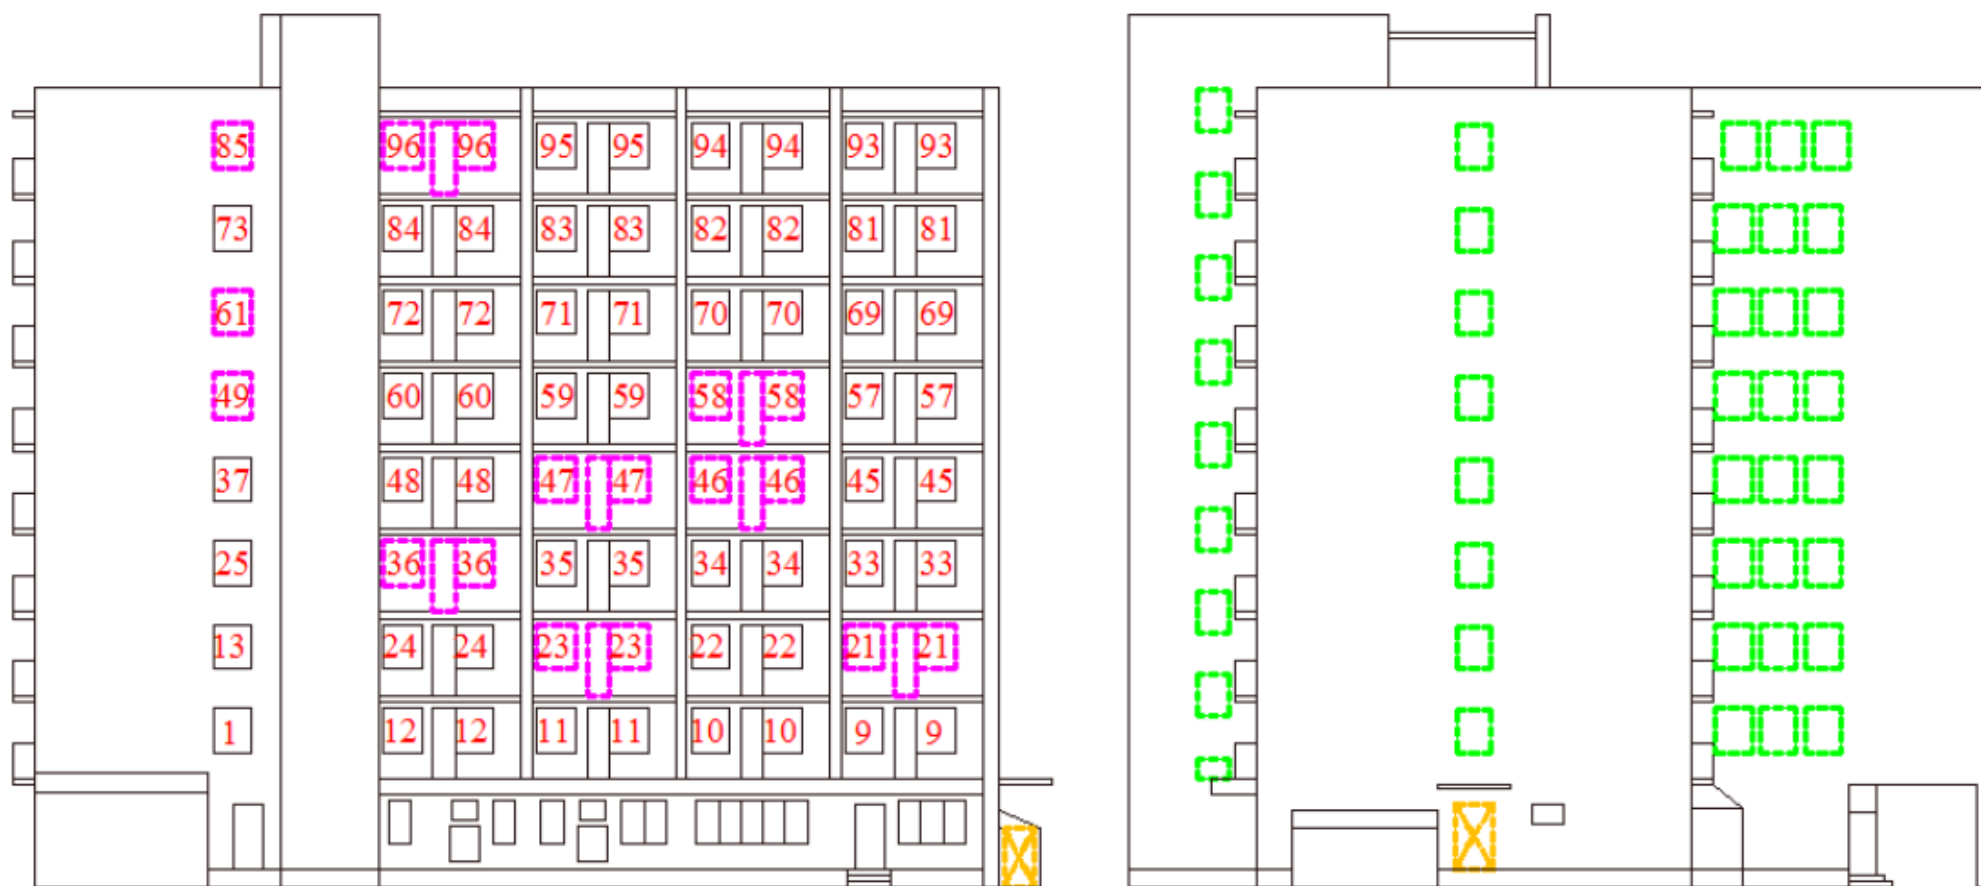 85 96 96 95 95 94 94 93 93
73 84 84 83 83 82 82 81 81
61 72 72 71 71 70 70 69 69
49 60 60 59 59 58 58 57 57
37 48 48 47 47 46 46 45 45
25 36 36 35 35 34 34 33 33
13 24 24 23 23 22 22 21 21
1 12 12 11 11 10 10 9 9